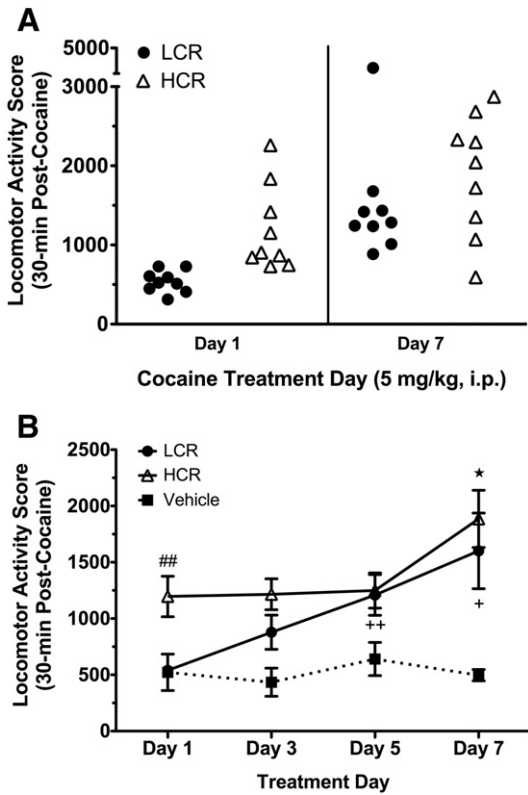 A
Locomotor Activity Score
(30-min Post-Cocaine)
5000
3000
2000
1000
0
LCR
HCR
Day 1
Day 7
Cocaine Treatment Day (5 mg/kg, i.p.)
B
Locomotor Activity Score
(30-min Post-Cocaine)
2500
2000
1500
1000
500
0
LCR
HCR
Vehicle
##
★
++
+
Day 1
Day 3
Day 5
Day 7
Treatment Day